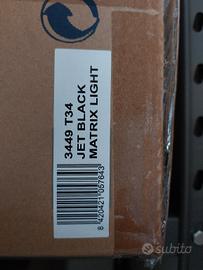 3449 T34
JET BLACK
MATRIX LIGHT
8 420421 057643
subito